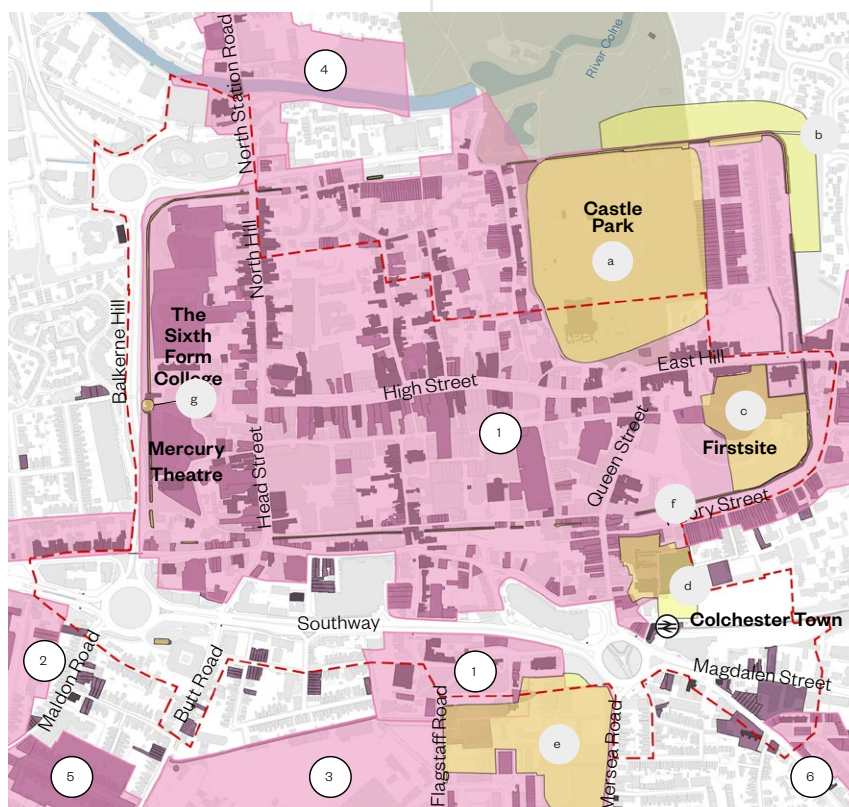 North Station Road
4
River Colne
b
Castle
Park
a
North Hill
Balkerne Hill
The
Sixth
Form
College
g
High Street
East Hill
c
Firstsite
1
Queen Street
Mercury
Theatre
Head Street
f
ory Street
d
Colchester Town
Southway
Magdalen Street
2
Maldon Road
Butt Road
1
Flagstaff Road
e
Mersea Road
5
3
6